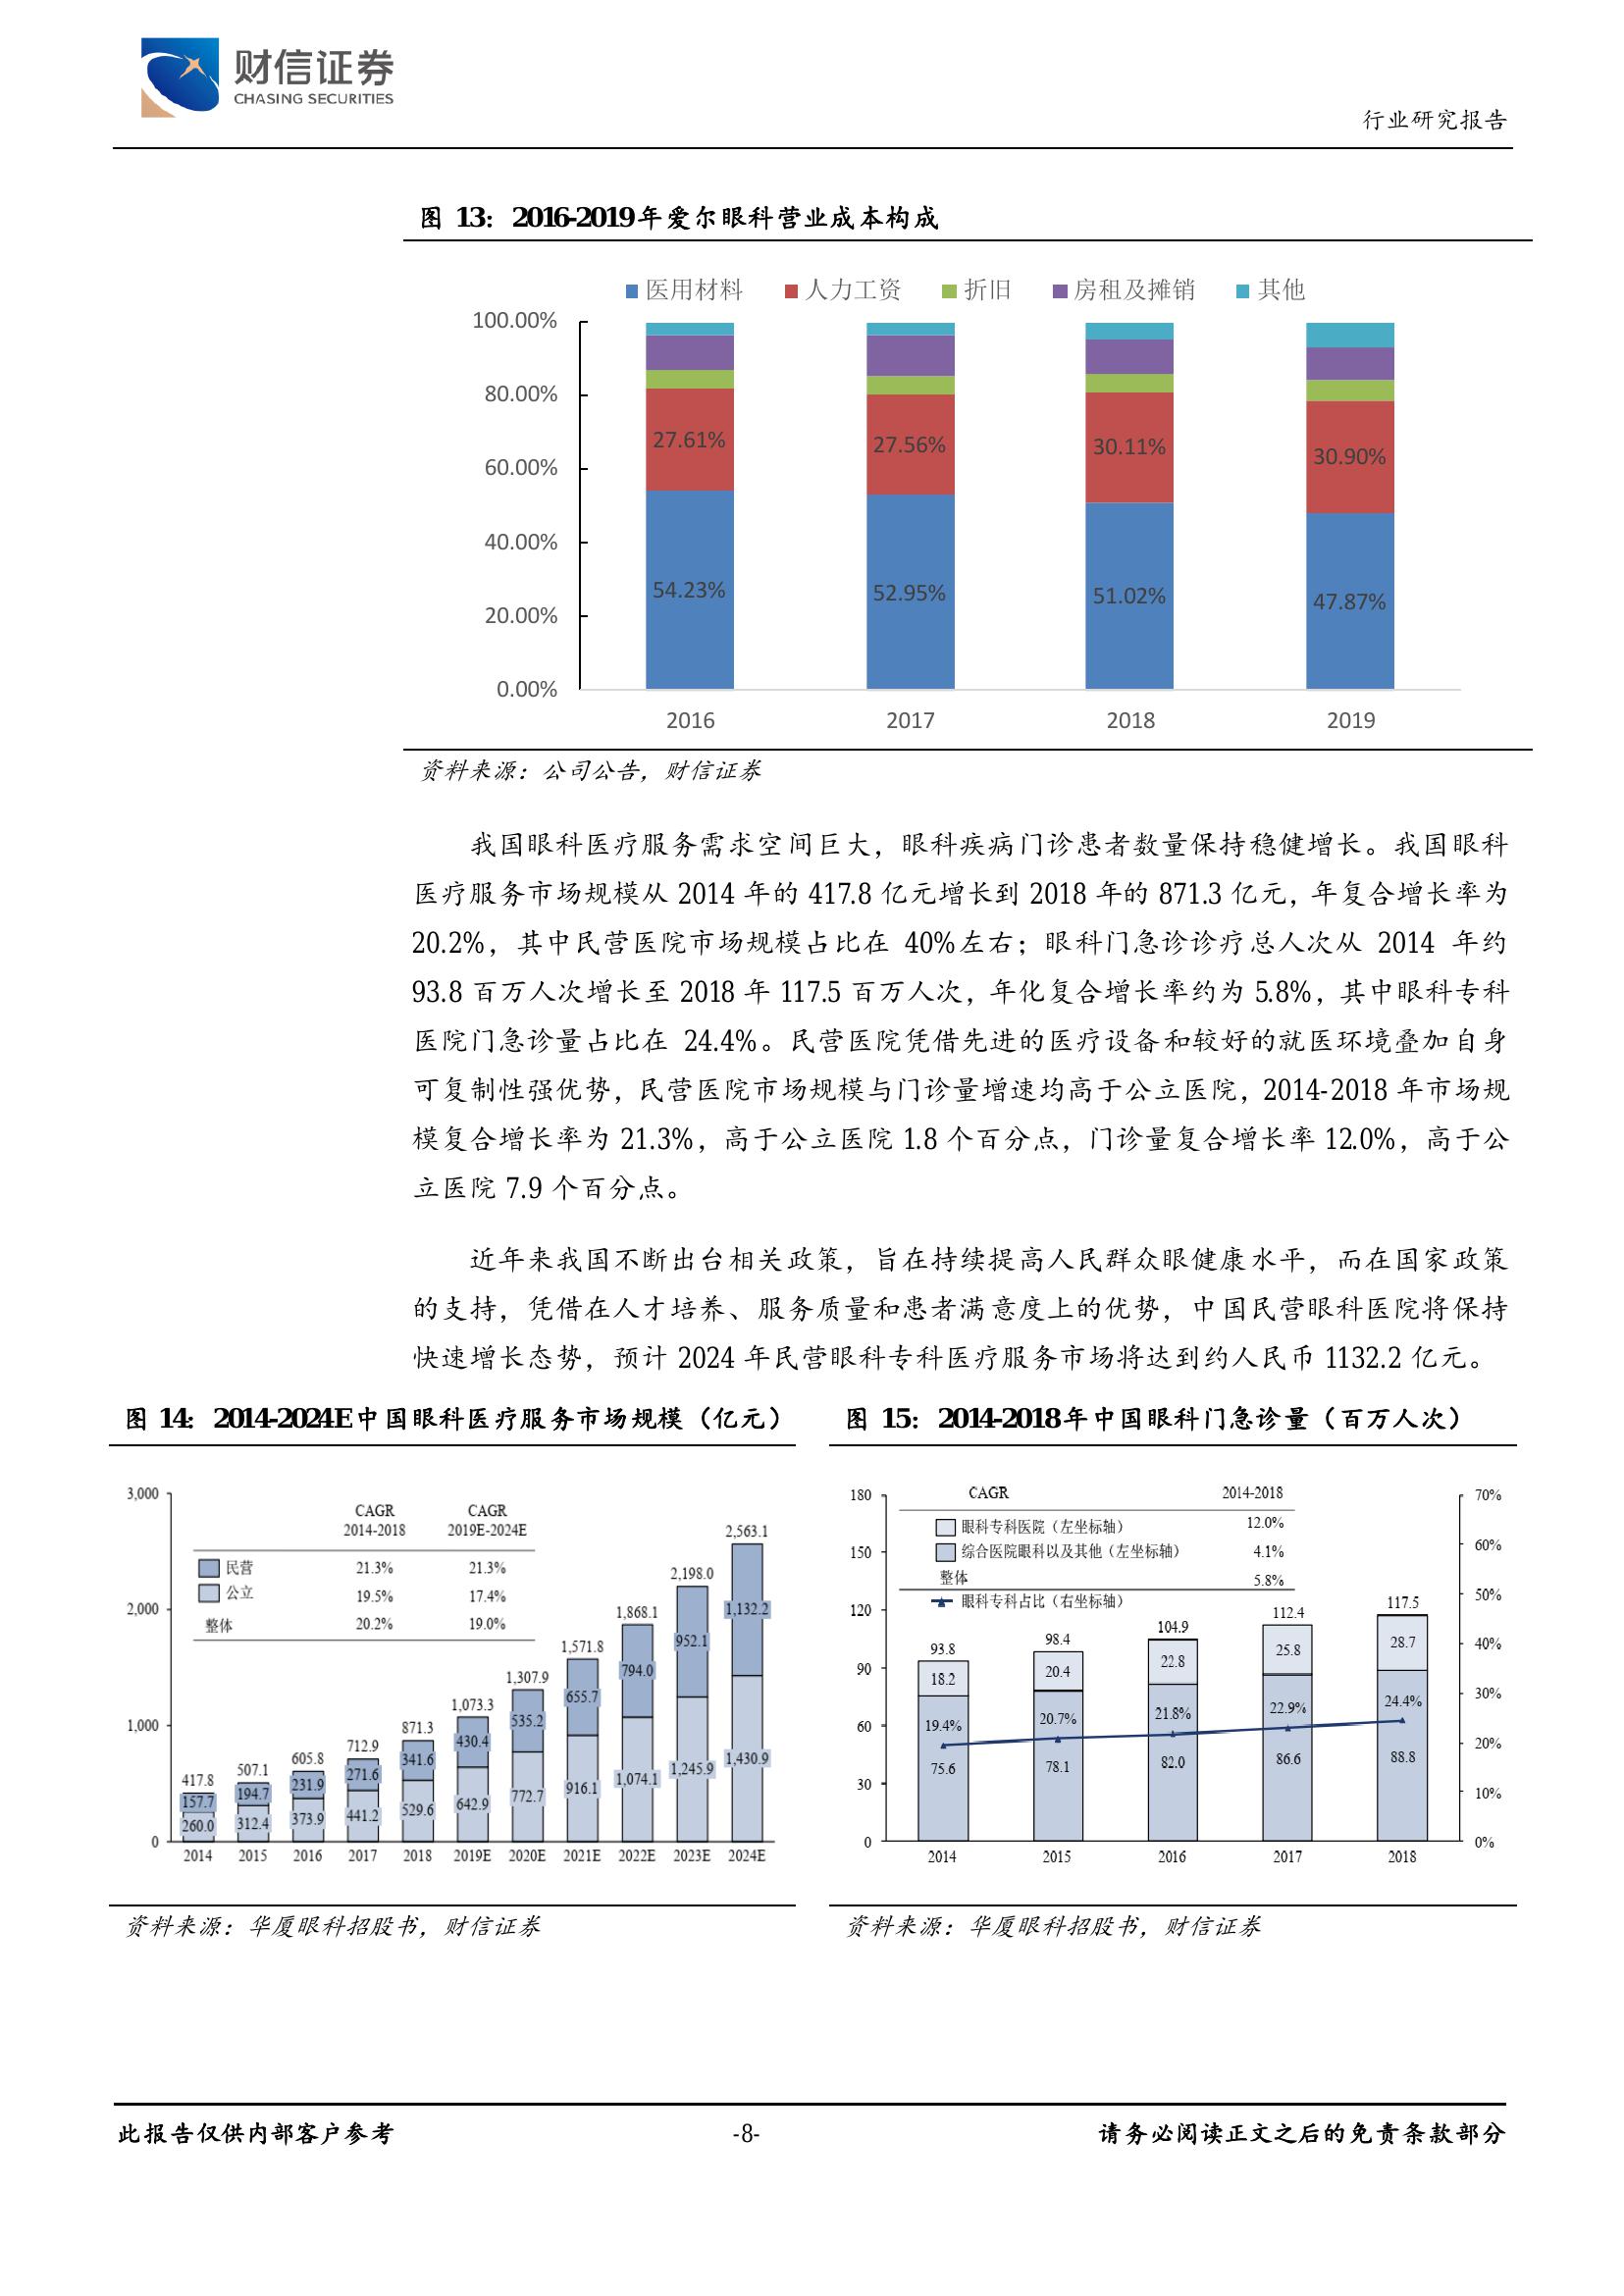 财信证券
CHASING SECURITIES
行业研究报告
图 13：2016-2019年爱尔眼科营业成本构成
医用材料 人力工资 折旧 房租及摊销 其他
100.00%
80.00%
60.00%
40.00%
20.00%
0.00%
27.61% 27.56% 30.11% 30.90%
54.23% 52.95% 51.02% 47.87%
2016 2017 2018 2019
资料来源：公司公告，财信证券
我国眼科医疗服务需求空间巨大，眼科疾病门诊患者数量保持稳健增长。我国眼科
医疗服务市场规模从 2014 年的 417.8 亿元增长到 2018 年的 871.3 亿元，年复合增长率为
20.2%，其中民营医院市场规模占比在 40%左右；眼科门急诊诊疗总人次从 2014 年约
93.8 百万人次增长至 2018 年 117.5 百万人次，年化复合增长率约为 5.8%，其中眼科专科
医院门急诊量占比在 24.4%。民营医院凭借先进的医疗设备和较好的就医环境叠加自身
可复制性强优势，民营医院市场规模与门诊量增速均高于公立医院，2014-2018 年市场规
模复合增长率为 21.3%，高于公立医院 1.8 个百分点，门诊量复合增长率 12.0%，高于公
立医院 7.9 个百分点。
近年来我国不断出台相关政策，旨在持续提高人民群众眼健康水平，而在国家政策
的支持，凭借在人才培养、服务质量和患者满意度上的优势，中国民营眼科医院将保持
快速增长态势，预计 2024 年民营眼科专科医疗服务市场将达到约人民币 1132.2 亿元。
图 14：2014-2024E中国眼科医疗服务市场规模（亿元）
3,000
2,000
1,000
0
CAGR CAGR
2014-2018 2019E-2024E
民营 21.3% 21.3%
公立 19.5% 17.4%
整体 20.2% 19.0%
417.8 507.1 605.8 712.9 871.3 1,073.3 1,307.9 1,571.8 1,868.1 2,198.0 2,563.1
157.7 194.7 231.9 271.6 341.6 430.4 535.2 655.7 794.0 952.1 1,132.2
260.0 312.4 373.9 441.2 529.6 642.9 772.7 916.1 1,074.1 1,245.9 1,430.9
2014 2015 2016 2017 2018 2019E 2020E 2021E 2022E 2023E 2024E
资料来源：华厦眼科招股书，财信证券
图 15：2014-2018年中国眼科门急诊量（百万人次）
180
150
120
90
60
30
0
CAGR 2014-2018
眼科专科医院（左坐标轴） 12.0%
综合医院眼科以及其他（左坐标轴） 4.1%
整体 5.8%
眼科专科占比（右坐标轴）
93.8 98.4 104.9 112.4 117.5
18.2 20.4 22.8 25.8 28.7
19.4% 20.7% 21.8% 22.9% 24.4%
75.6 78.1 82.0 86.6 88.8
70%
60%
50%
40%
30%
20%
10%
0%
2014 2015 2016 2017 2018
资料来源：华厦眼科招股书，财信证券
此报告仅供内部客户参考
-8-
请务必阅读正文之后的免责条款部分